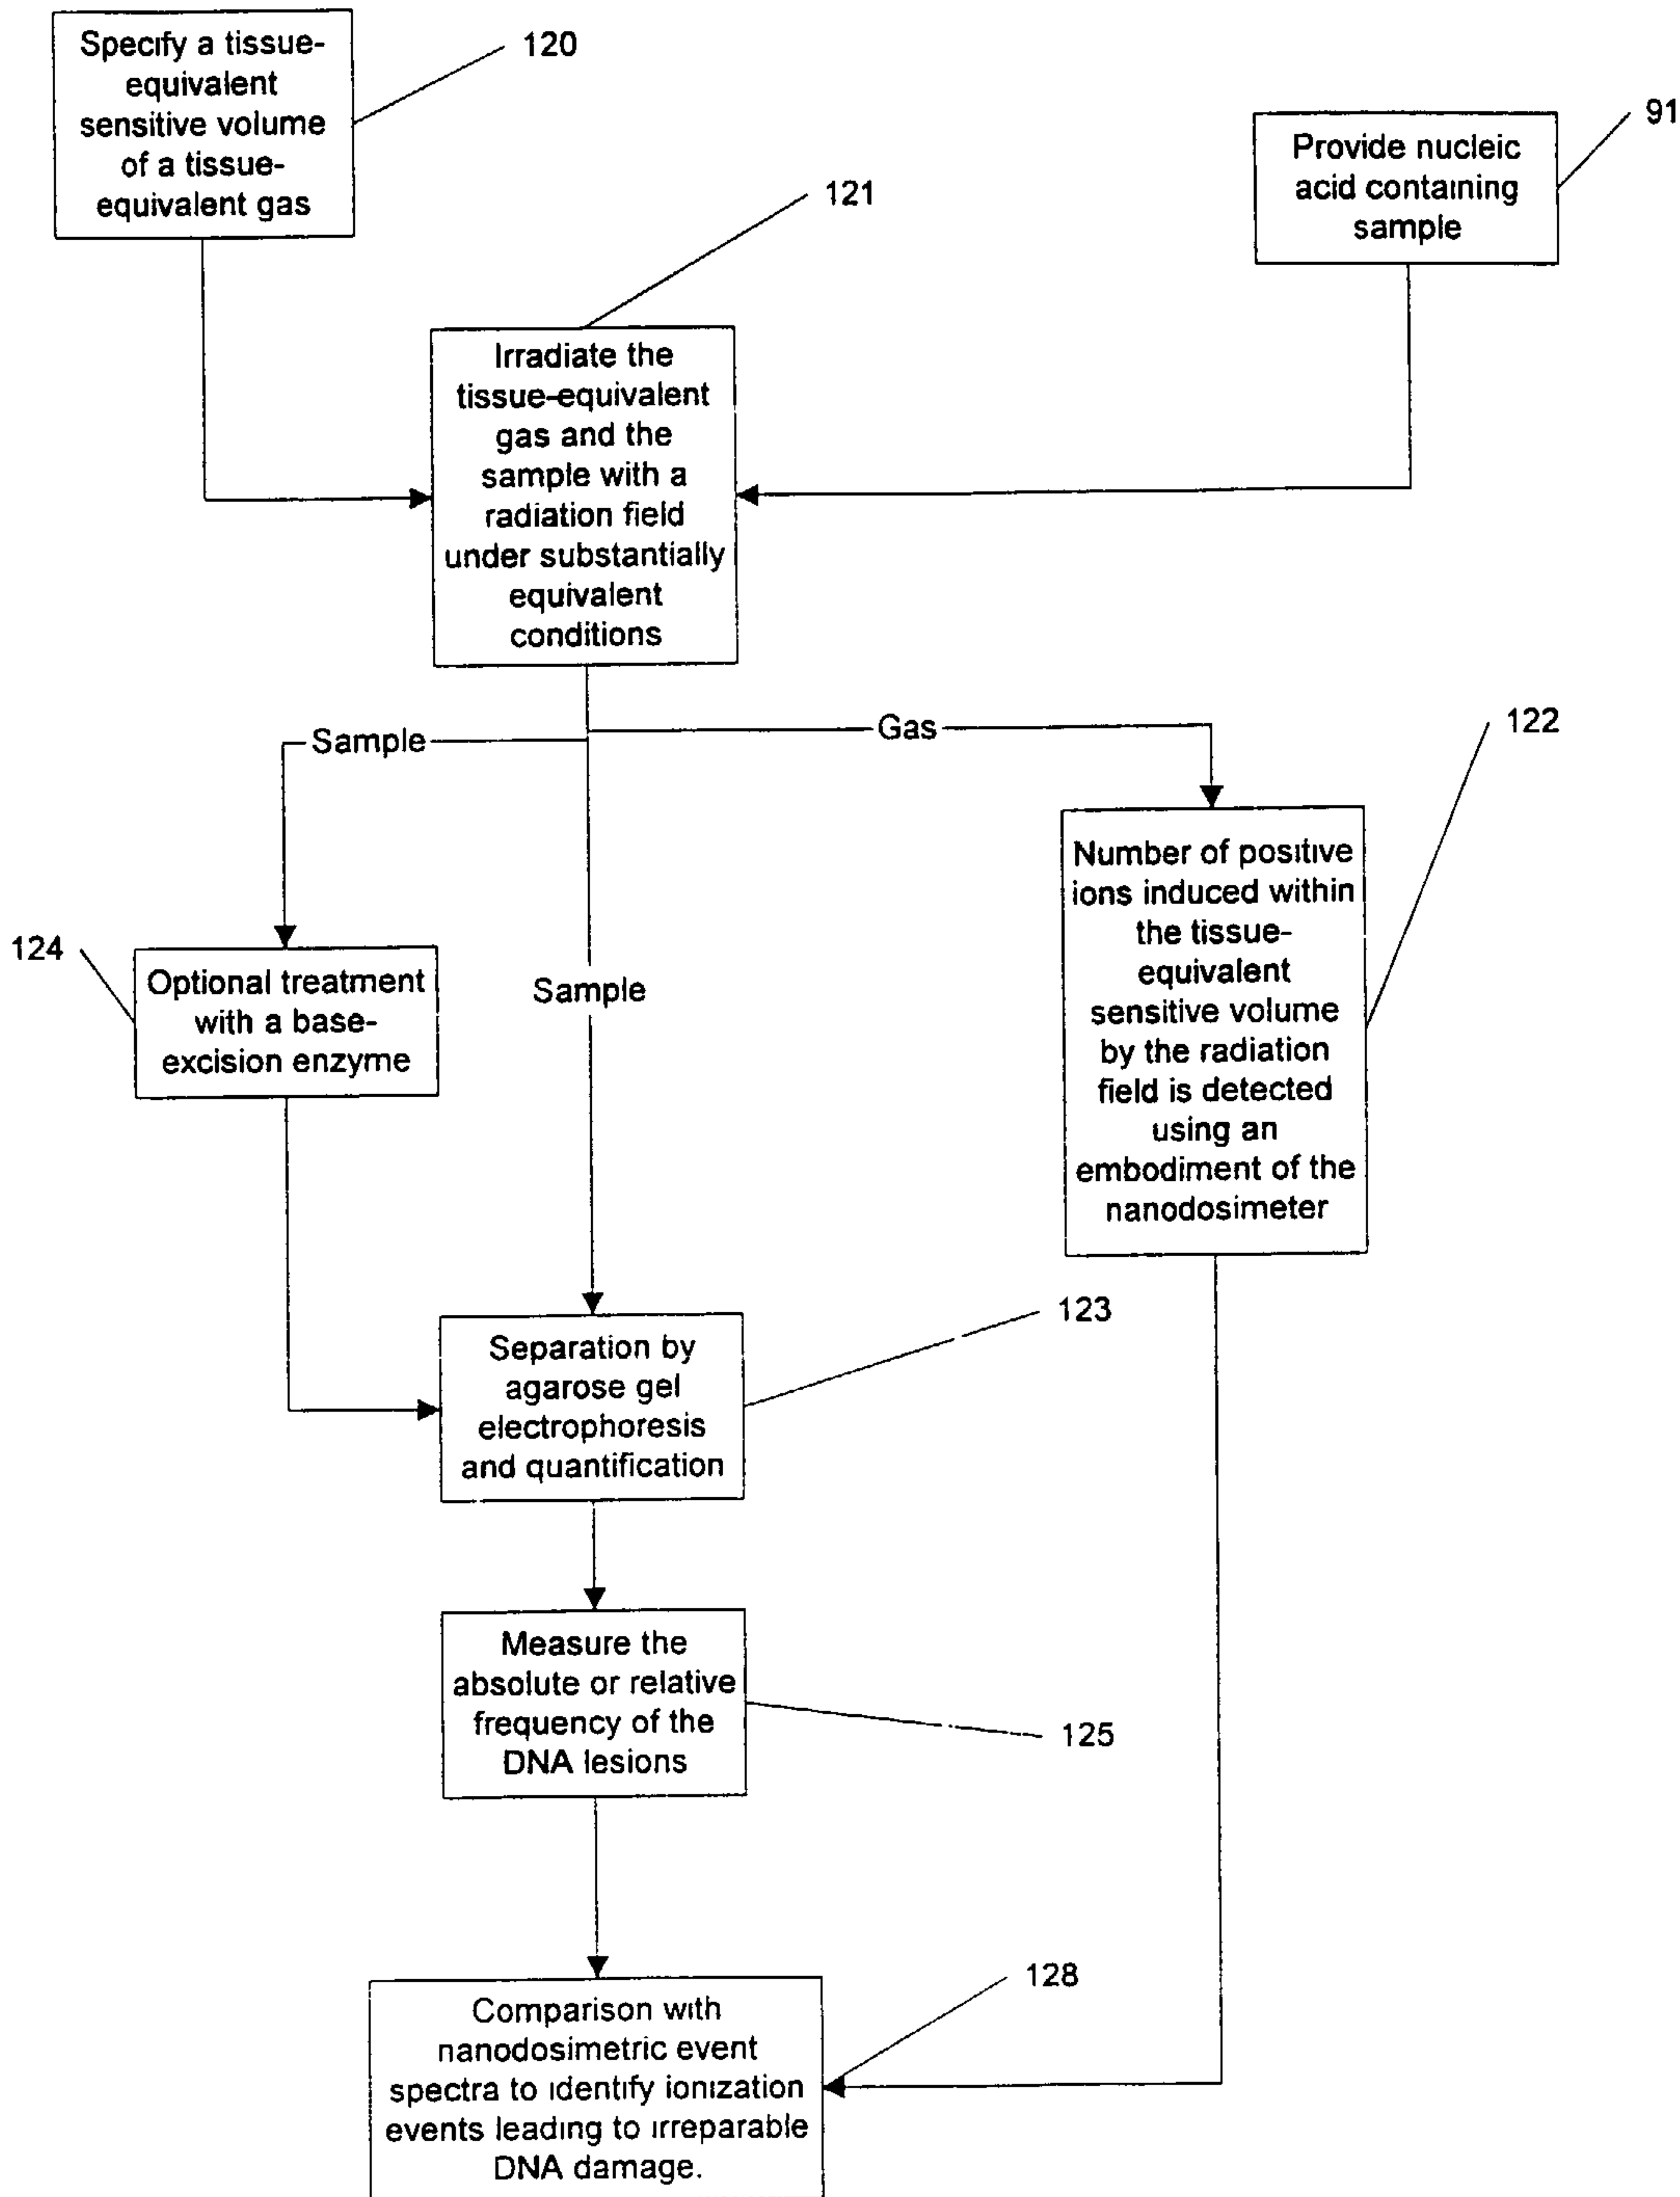 Specify a tissue-
equivalent
sensitive volume
of a tissue-
equivalent gas
120
Provide nucleic
acid containing
sample
91
121
Irradiate the
tissue-equivalent
gas and the
sample with a
radiation field
under substantially
equivalent
conditions
Sample
Gas
122
Number of positive
ions induced within
the tissue-
equivalent
sensitive volume
by the radiation
field is detected
using an
embodiment of the
nanodosimeter
124
Optional treatment
with a base-
excision enzyme
Sample
123
Separation by
agarose gel
electrophoresis
and quantification
Measure the
absolute or relative
frequency of the
DNA lesions
125
128
Comparison with
nanodosimetric event
spectra to identify ionization
events leading to irreparable
DNA damage.